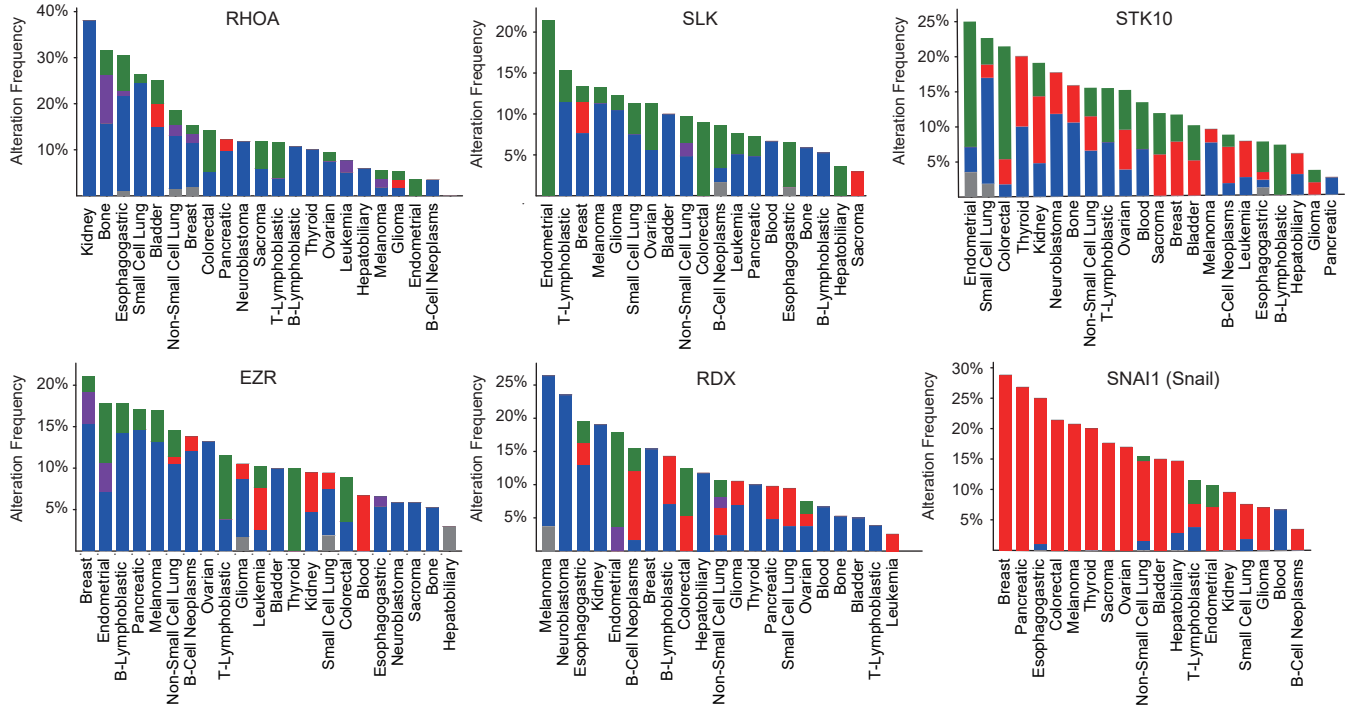 RHOA
Alteration Frequency
40%
30%
20%
10%
Kidney
Bone
Esophagogastric
Small Cell Lung
Bladder
Non-Small Cell Lung
Breast
Colorectal
Pancreatic
Neuroblastoma
Sacroma
T-Lymphoblastic
B-Lymphoblastic
Thyroid
Ovarian
Leukemia
Hepatobiliary
Melanoma
Glioma
Endometrial
B-Cell Neoplasms
SLK
Alteration Frequency
20%
15%
10%
5%
Endometrial
T-Lymphoblastic
Breast
Melanoma
Glioma
Small Cell Lung
Ovarian
Bladder
Non-Small Cell Lung
Colorectal
B-Cell Neoplasms
Leukemia
Pancreatic
Blood
Esophagogastric
Bone
B-Lymphoblastic
Hepatobiliary
Sacroma
STK10
Alteration Frequency
25%
20%
15%
10%
5%
Endometrial
Small Cell Lung
Colorectal
Thyroid
Kidney
Neuroblastoma
Bone
Non-Small Cell Lung
T-Lymphoblastic
Ovarian
Blood
Sacroma
Breast
Bladder
Melanoma
B-Cell Neoplasms
Leukemia
Esophagogastric
B-Lymphoblastic
Hepatobiliary
Glioma
Pancreatic
EZR
Alteration Frequency
20%
15%
10%
5%
Breast
Endometrial
B-Lymphoblastic
Pancreatic
Melanoma
Non-Small Cell Lung
B-Cell Neoplasms
Ovarian
T-Lymphoblastic
Glioma
Leukemia
Bladder
Thyroid
Kidney
Small Cell Lung
Colorectal
Blood
Esophagogastric
Neuroblastoma
Sacroma
Bone
Hepatobiliary
RDX
Alteration Frequency
25%
20%
15%
10%
5%
Melanoma
Neuroblastoma
Esophagogastric
Kidney
Endometrial
B-Cell Neoplasms
Breast
B-Lymphoblastic
Colorectal
Hepatobiliary
Non-Small Cell Lung
Glioma
Thyroid
Pancreatic
Small Cell Lung
Ovarian
Blood
Bone
Bladder
T-Lymphoblastic
Leukemia
SNAI1 (Snail)
Alteration Frequency
30%
25%
20%
15%
10%
5%
Breast
Pancreatic
Esophagogastric
Colorectal
Melanoma
Thyroid
Sacroma
Ovarian
Non-Small Cell Lung
Bladder
Hepatobiliary
T-Lymphoblastic
Endometrial
Kidney
Small Cell Lung
Glioma
Blood
B-Cell Neoplasms